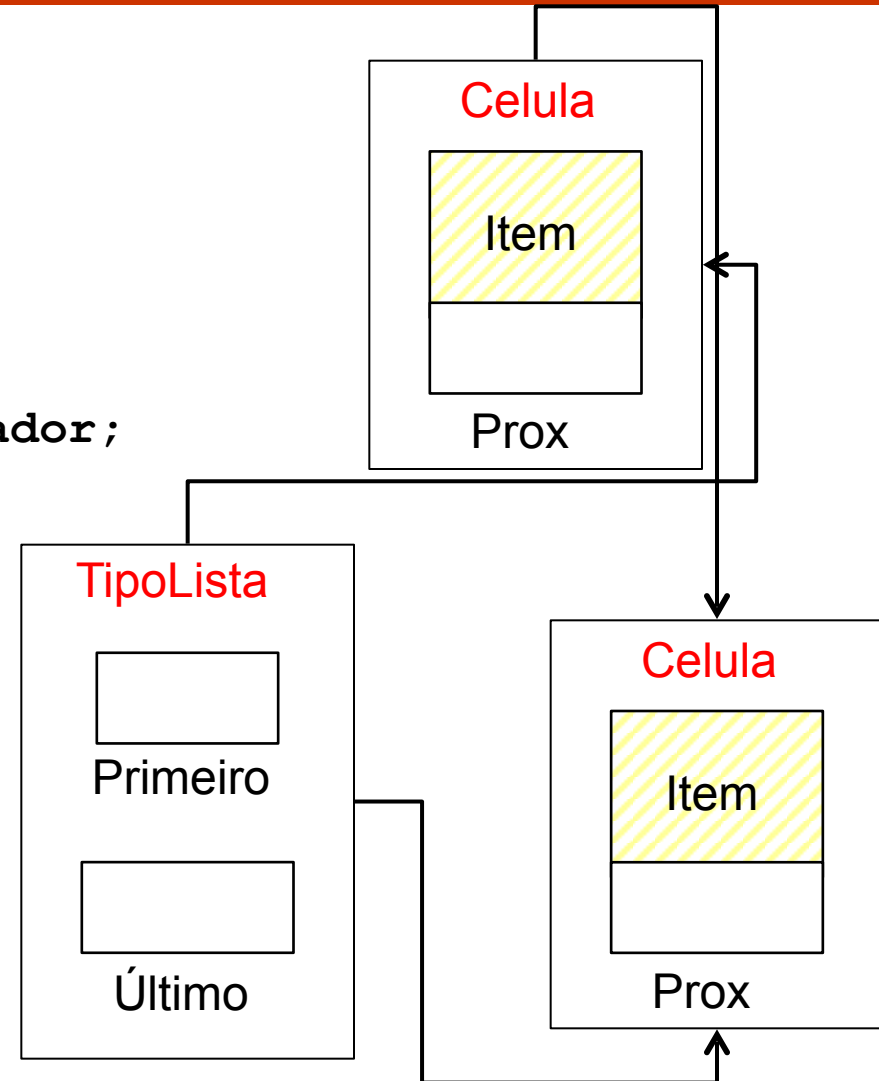 Celula
Item
Prox
ador;
TipoLista
Primeiro
Último
Celula
Item
Prox